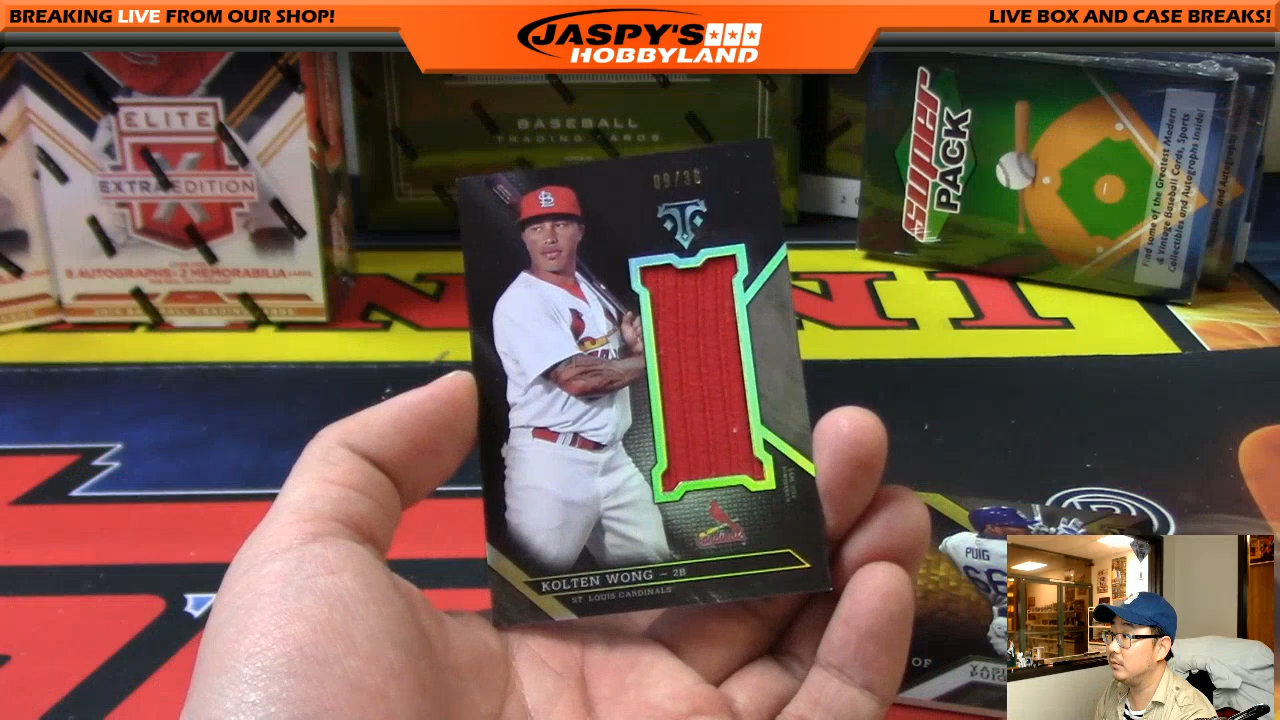 BREAKING LIVE FROM OUR SHOP!
JASPY'S
HOBBYLAND
LIVE BOX AND CASE BREAKS!
ELITE
EXTRA EDITION
BASEBALL
TRADING CARDS
SUPER
PACK
Find some of the Greatest Modern
& Vintage Baseball Cards, Sports
Collectibles and Autographs Inside!
KOLTEN WONG - 2B
ST. LOUIS CARDINALS
PUIG
66
OF